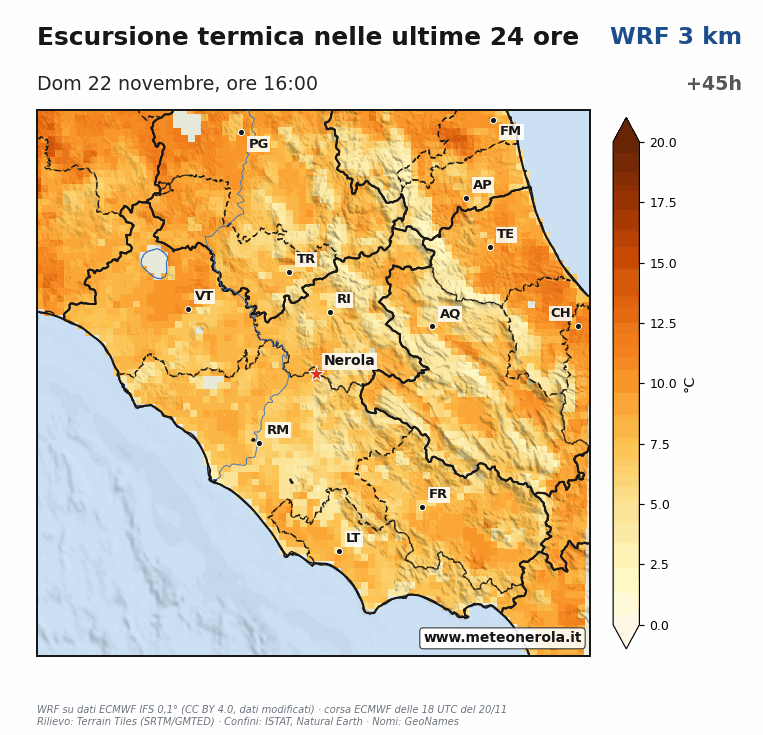 Escursione termica nelle ultime 24 ore
WRF 3 km
Dom 22 novembre, ore 16:00
+45h
FM
PG
AP
TE
TR
VT
RI
AQ
CH
Nerola
RM
FR
LT
www.meteonerola.it
20.0
17.5
15.0
12.5
10.0
7.5
5.0
2.5
0.0
°C
WRF su dati ECMWF IFS 0,1° (CC BY 4.0, dati modificati) · corsa ECMWF delle 18 UTC del 20/11
Rilievo: Terrain Tiles (SRTM/GMTED) · Confini: ISTAT, Natural Earth · Nomi: GeoNames